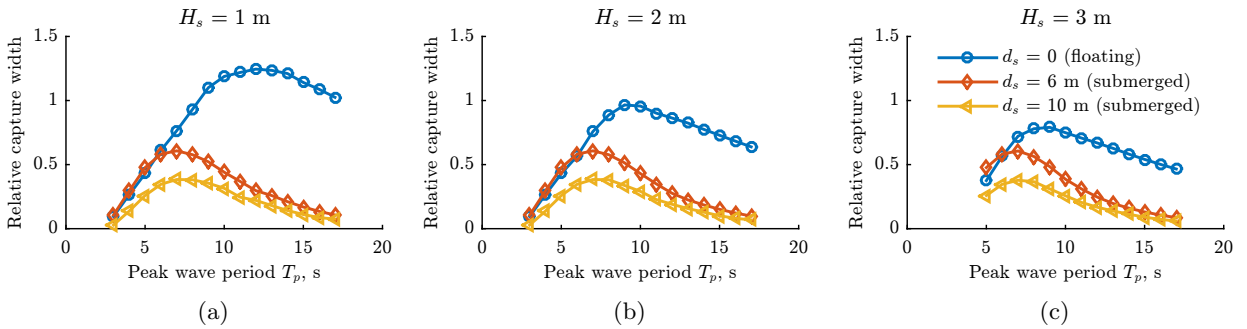 H_s = 1 m
Relative capture width
1.5
1
0.5
0
0 5 10 15 20
Peak wave period T_p, s
(a)
H_s = 2 m
Relative capture width
1.5
1
0.5
0
0 5 10 15 20
Peak wave period T_p, s
(b)
H_s = 3 m
Relative capture width
1.5
1
0.5
0
d_s = 0 (floating)
d_s = 6 m (submerged)
d_s = 10 m (submerged)
0 5 10 15 20
Peak wave period T_p, s
(c)